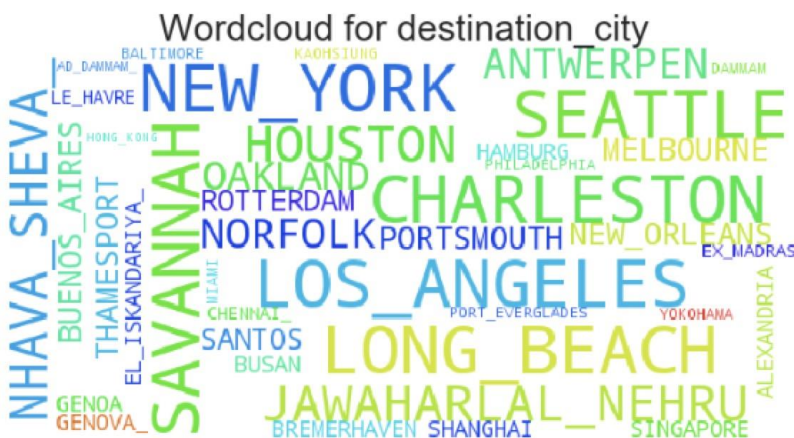 Wordcloud for destination_city
BALTIMORE
KAOHSIUNG
AD_DAMMAM_
NEW_YORK
ANTWERPEN
DAMMAM
LE_HAVRE
SEATTLE
HONG_KONG
HOUSTON
HAMBURG
MELBOURNE
PHILADELPHIA
OAKLAND
CHARLESTON
ROTTERDAM
NORFOLK
PORTSMOUTH
NEW_ORLEANS
EX_MADRAS
NHAVA_SHEVA_
BUENOS_AIRES
THAMESPORT
EL_ISKANDARIYA_
SAVANNAH
MIAMI
LOS_ANGELES
ALEXANDRIA
CHENNAI_
PORT_EVERGLADES
YOKOHAMA
SANTOS
LONG_BEACH
BUSAN
JAWAHARLAL_NEHRU
GENOA
GENOVA_
BREMERHAVEN
SHANGHAI
SINGAPORE